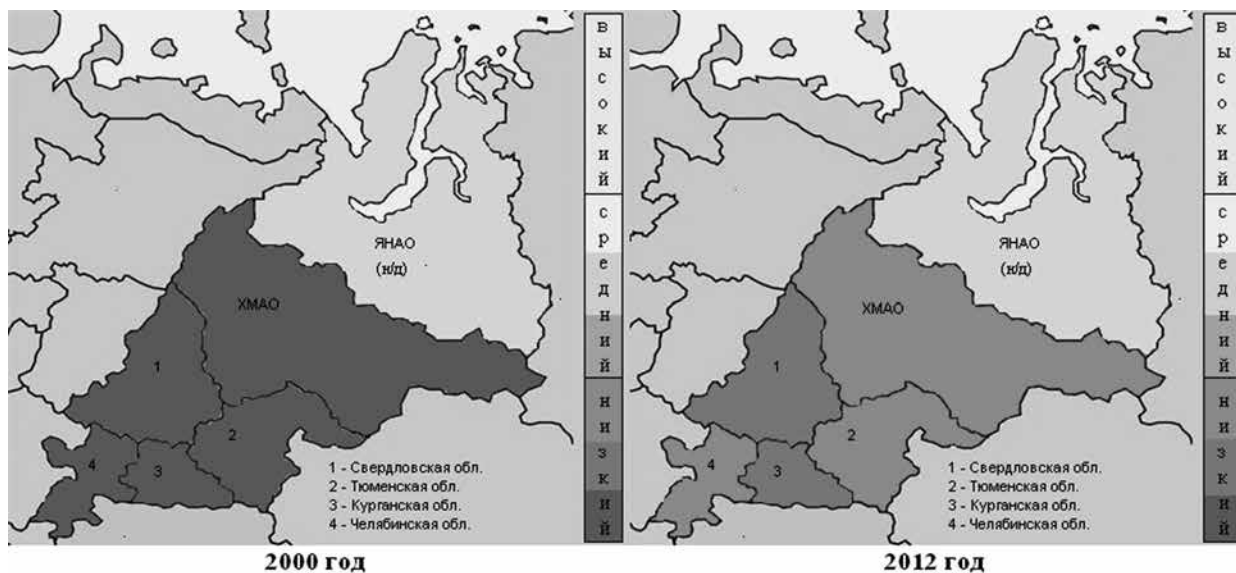 высокий
средний
низкий
ЯНАО
(н/д)
ХМАО
1
2
3
4
1 - Свердловская обл.
2 - Тюменская обл.
3 - Курганская обл.
4 - Челябинская обл.
2000 год
высокий
средний
низкий
ЯНАО
(н/д)
ХМАО
1
2
3
4
1 - Свердловская обл.
2 - Тюменская обл.
3 - Курганская обл.
4 - Челябинская обл.
2012 год